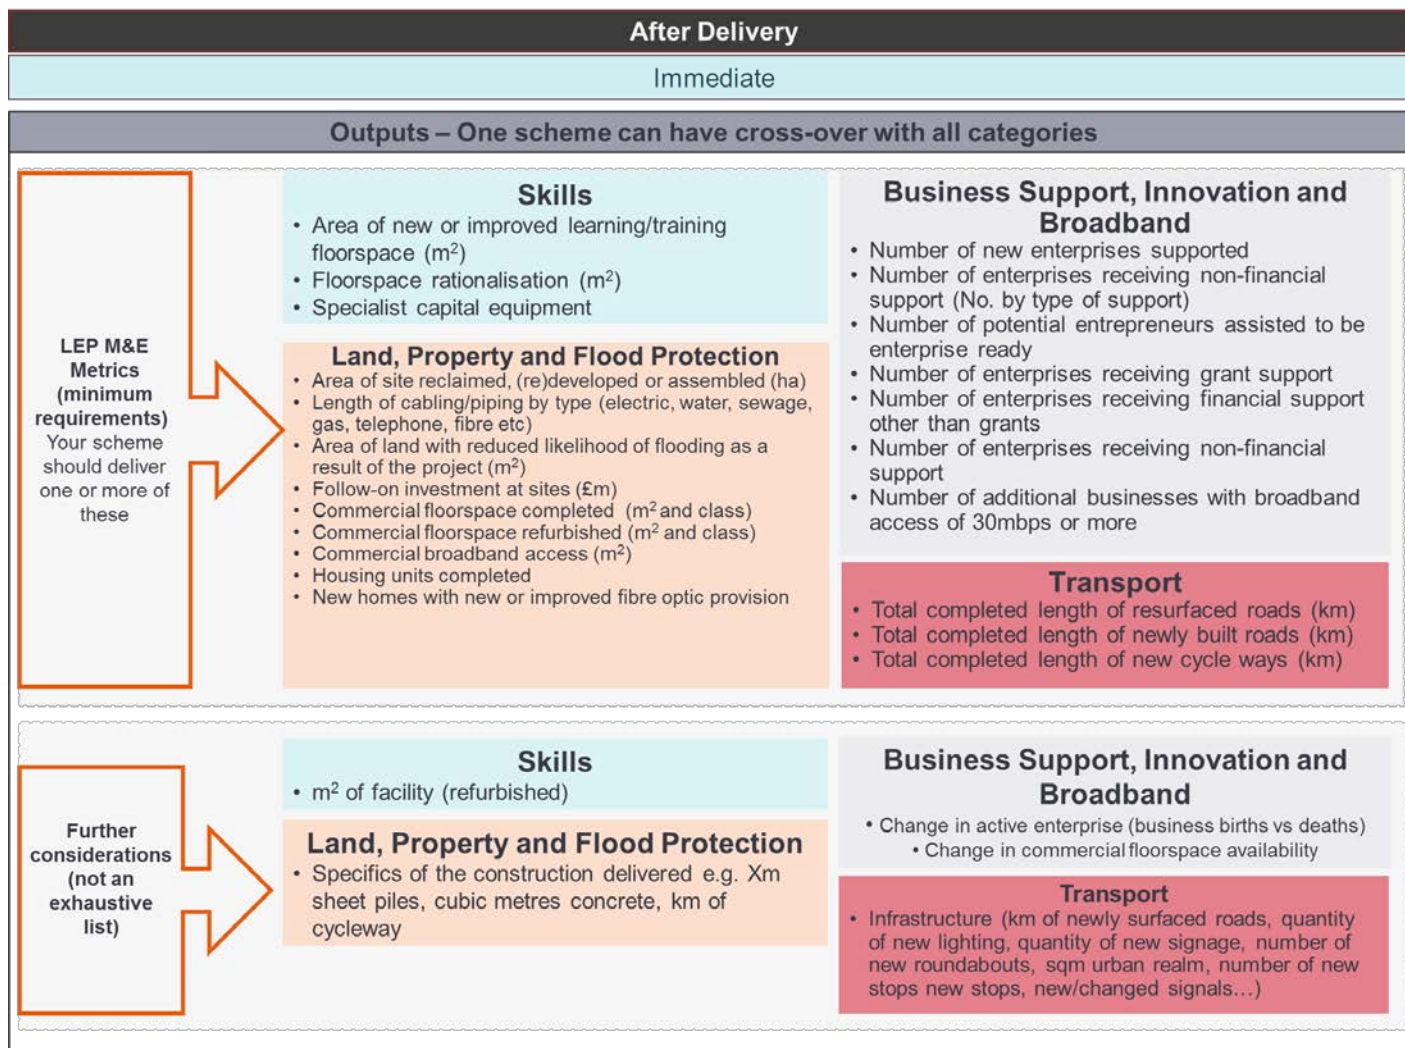 After Delivery
Immediate
Outputs – One scheme can have cross-over with all categories
LEP M&E
Metrics
(minimum
requirements)
Your scheme
should deliver
one or more of
these
Skills
• Area of new or improved learning/training
floorspace (m²)
• Floorspace rationalisation (m²)
• Specialist capital equipment
Land, Property and Flood Protection
• Area of site reclaimed, (re)developed or assembled (ha)
• Length of cabling/piping by type (electric, water, sewage,
gas, telephone, fibre etc)
• Area of land with reduced likelihood of flooding as a
result of the project (m²)
• Follow-on investment at sites (£m)
• Commercial floorspace completed (m² and class)
• Commercial floorspace refurbished (m² and class)
• Commercial broadband access (m²)
• Housing units completed
• New homes with new or improved fibre optic provision
Business Support, Innovation and
Broadband
• Number of new enterprises supported
• Number of enterprises receiving non-financial
support (No. by type of support)
• Number of potential entrepreneurs assisted to be
enterprise ready
• Number of enterprises receiving grant support
• Number of enterprises receiving financial support
other than grants
• Number of enterprises receiving non-financial
support
• Number of additional businesses with broadband
access of 30mbps or more
Transport
• Total completed length of resurfaced roads (km)
• Total completed length of newly built roads (km)
• Total completed length of new cycle ways (km)
Further
considerations
(not an
exhaustive
list)
Skills
• m² of facility (refurbished)
Land, Property and Flood Protection
• Specifics of the construction delivered e.g. Xm
sheet piles, cubic metres concrete, km of
cycleway
Business Support, Innovation and
Broadband
• Change in active enterprise (business births vs deaths)
• Change in commercial floorspace availability
Transport
• Infrastructure (km of newly surfaced roads, quantity
of new lighting, quantity of new signage, number of
new roundabouts, sqm urban realm, number of new
stops new stops, new/changed signals…)